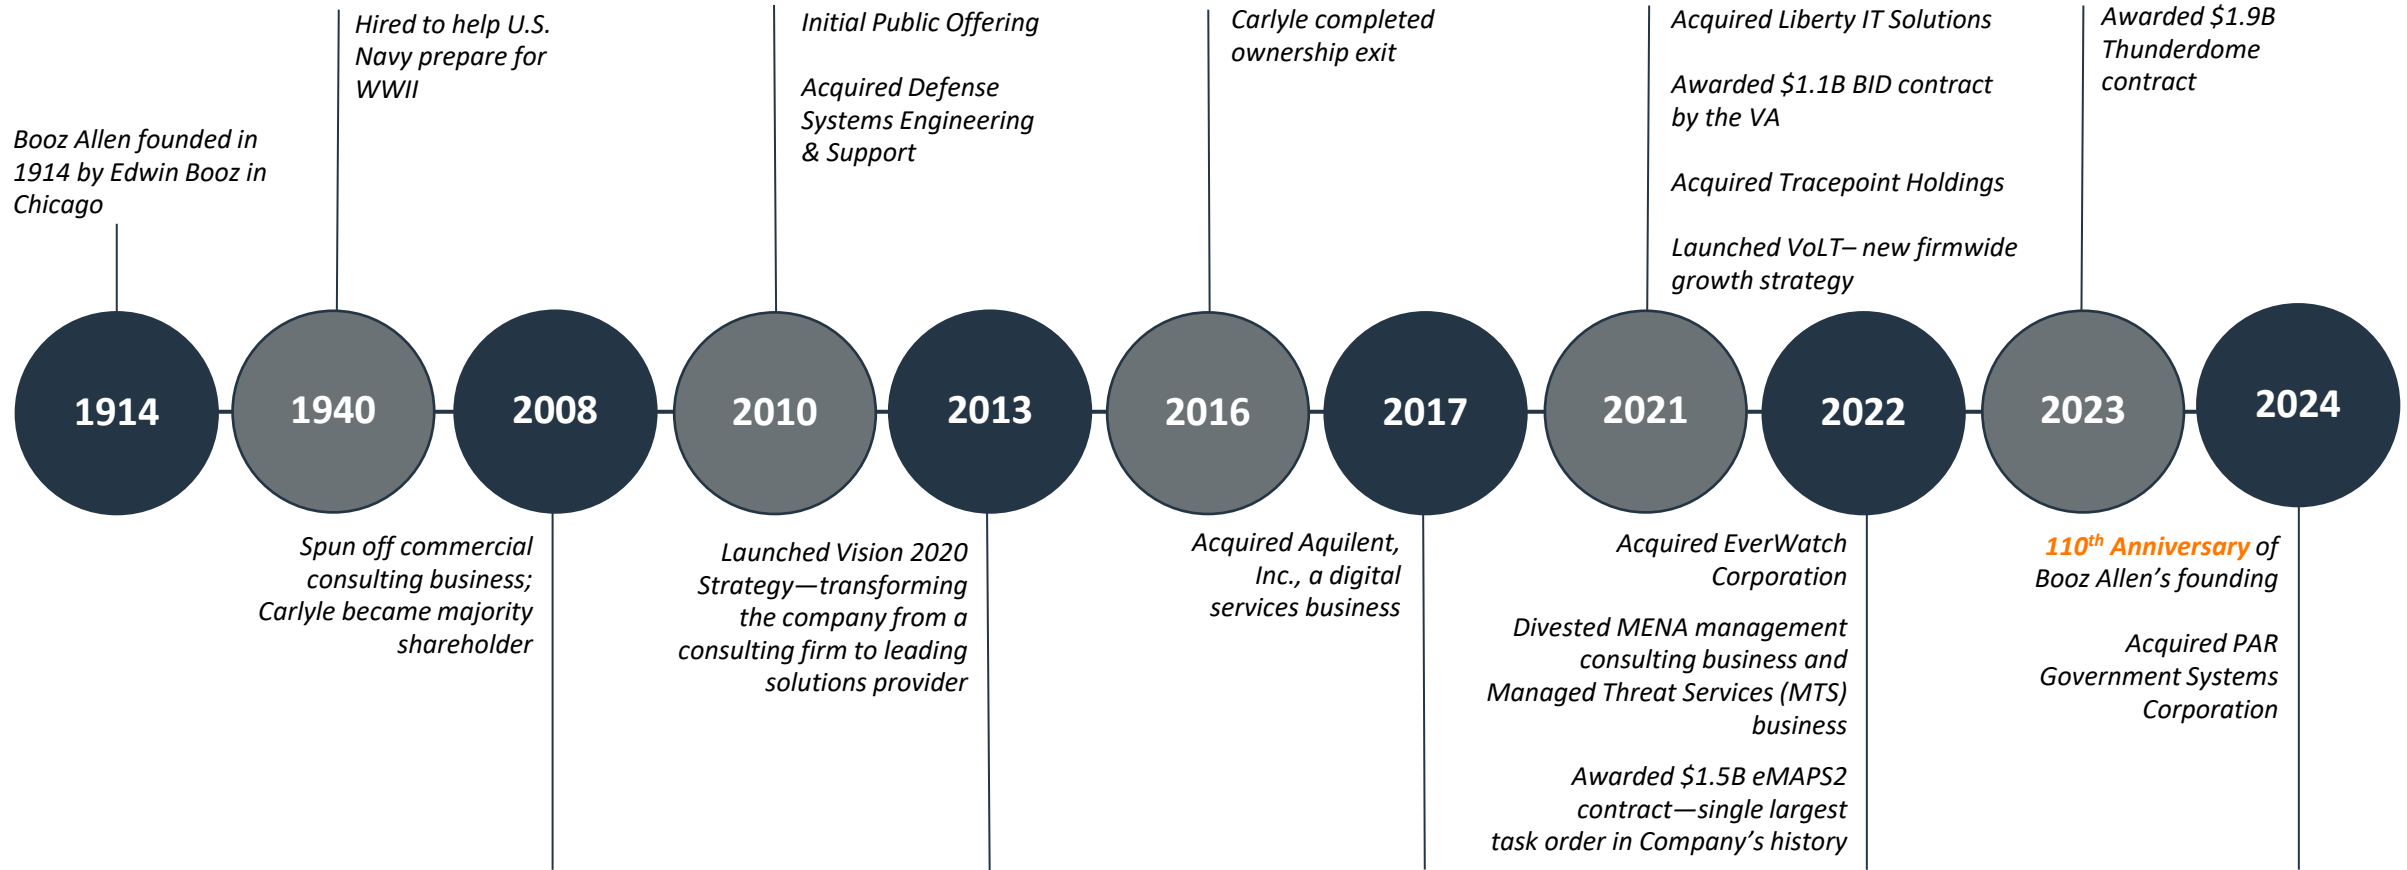 Booz Allen founded in
1914 by Edwin Booz in
Chicago
Hired to help U.S.
Navy prepare for
WWII
Initial Public Offering
Acquired Defense
Systems Engineering
& Support
Carlyle completed
ownership exit
Acquired Liberty IT Solutions
Awarded $1.1B BID contract
by the VA
Acquired Tracepoint Holdings
Launched VoLT– new firmwide
growth strategy
Awarded $1.9B
Thunderdome
contract
1914
1940
2008
2010
2013
2016
2017
2021
2022
2023
2024
Spun off commercial
consulting business;
Carlyle became majority
shareholder
Launched Vision 2020
Strategy—transforming
the company from a
consulting firm to leading
solutions provider
Acquired Aquilent,
Inc., a digital
services business
Acquired EverWatch
Corporation
Divested MENA management
consulting business and
Managed Threat Services (MTS)
business
Awarded $1.5B eMAPS2
contract—single largest
task order in Company’s history
110th Anniversary of
Booz Allen’s founding
Acquired PAR
Government Systems
Corporation